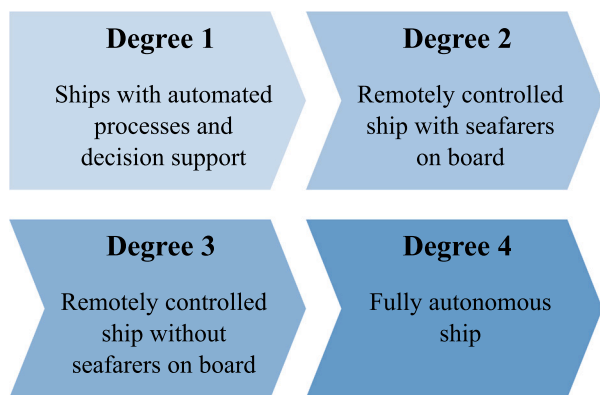 Degree 1
Ships with automated
processes and
decision support
Degree 2
Remotely controlled
ship with seafarers
on board
Degree 3
Remotely controlled
ship without
seafarers on board
Degree 4
Fully autonomous
ship